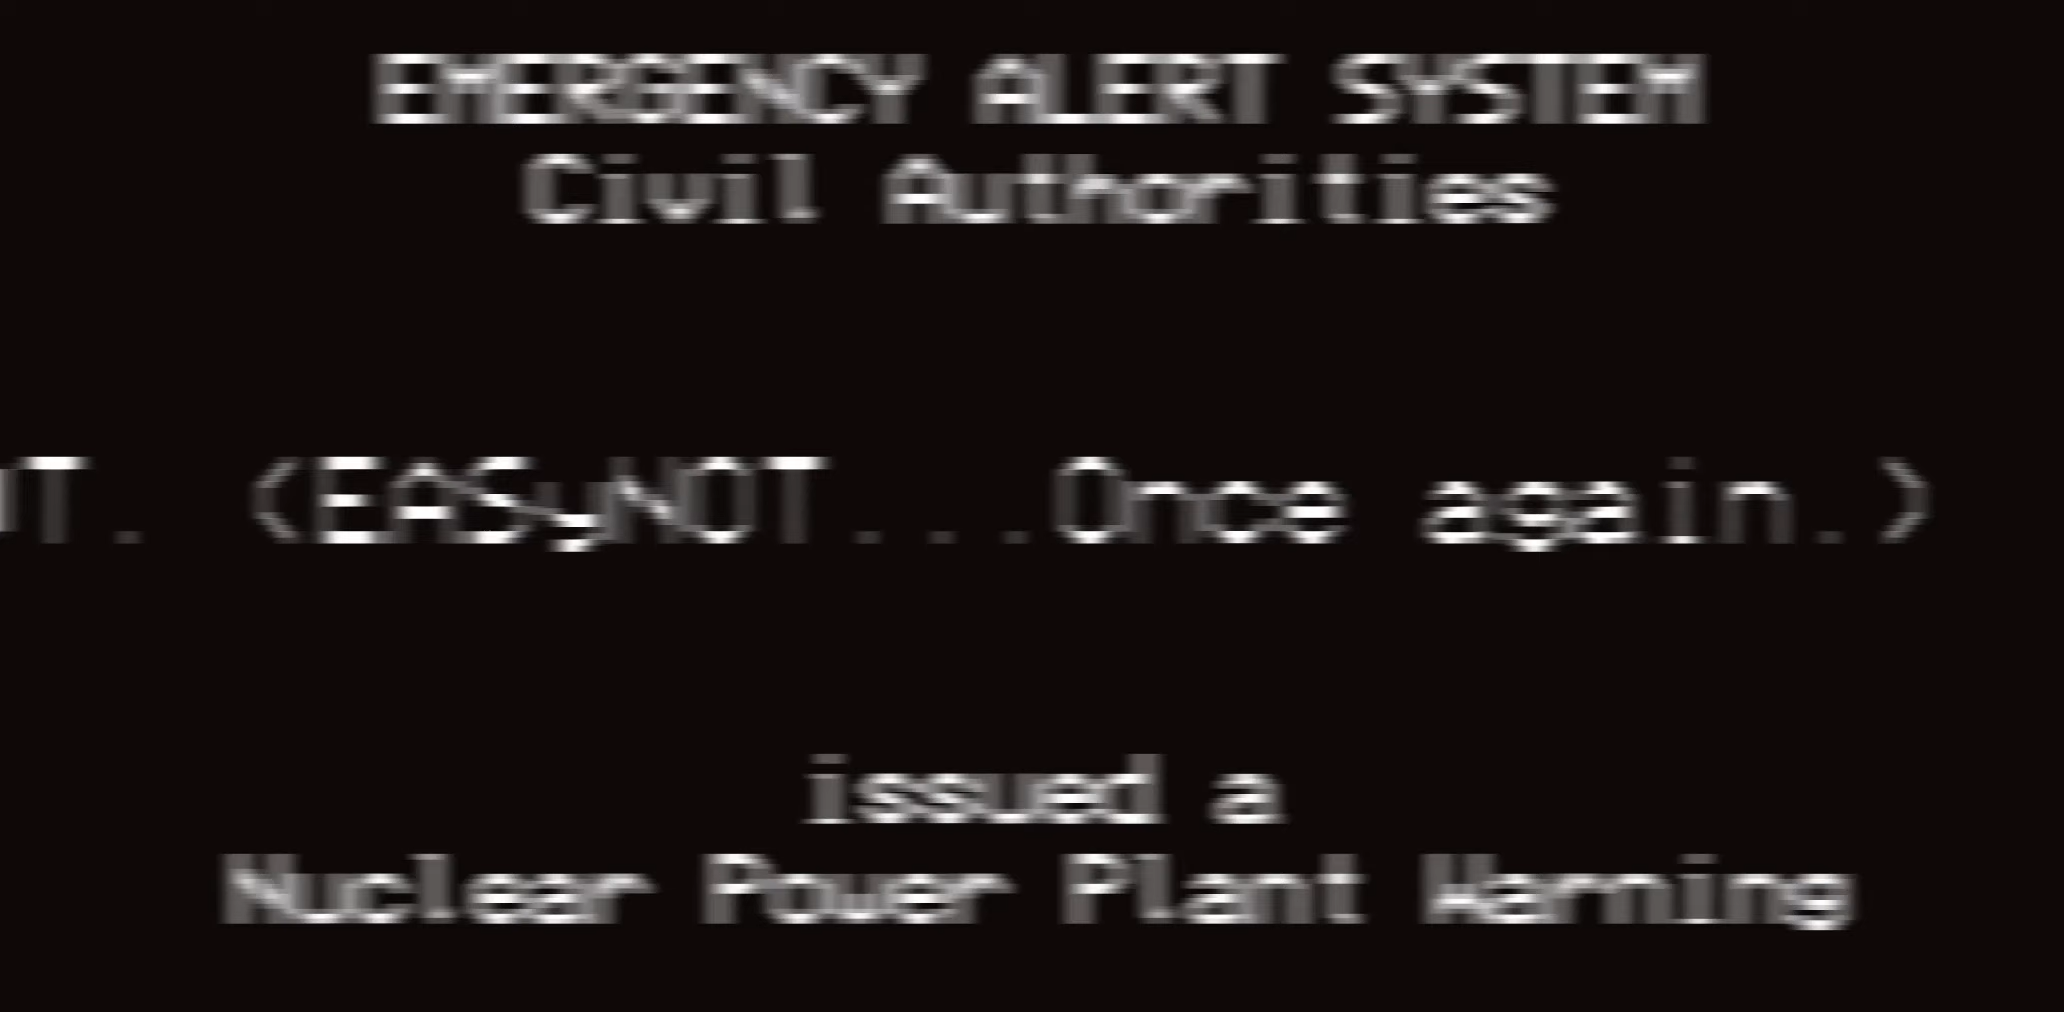 EMERGENCY ALERT SYSTEM
Civil Authorities
T. (EASyNOT...Once again.)
issued a
Nuclear Power Plant Warning